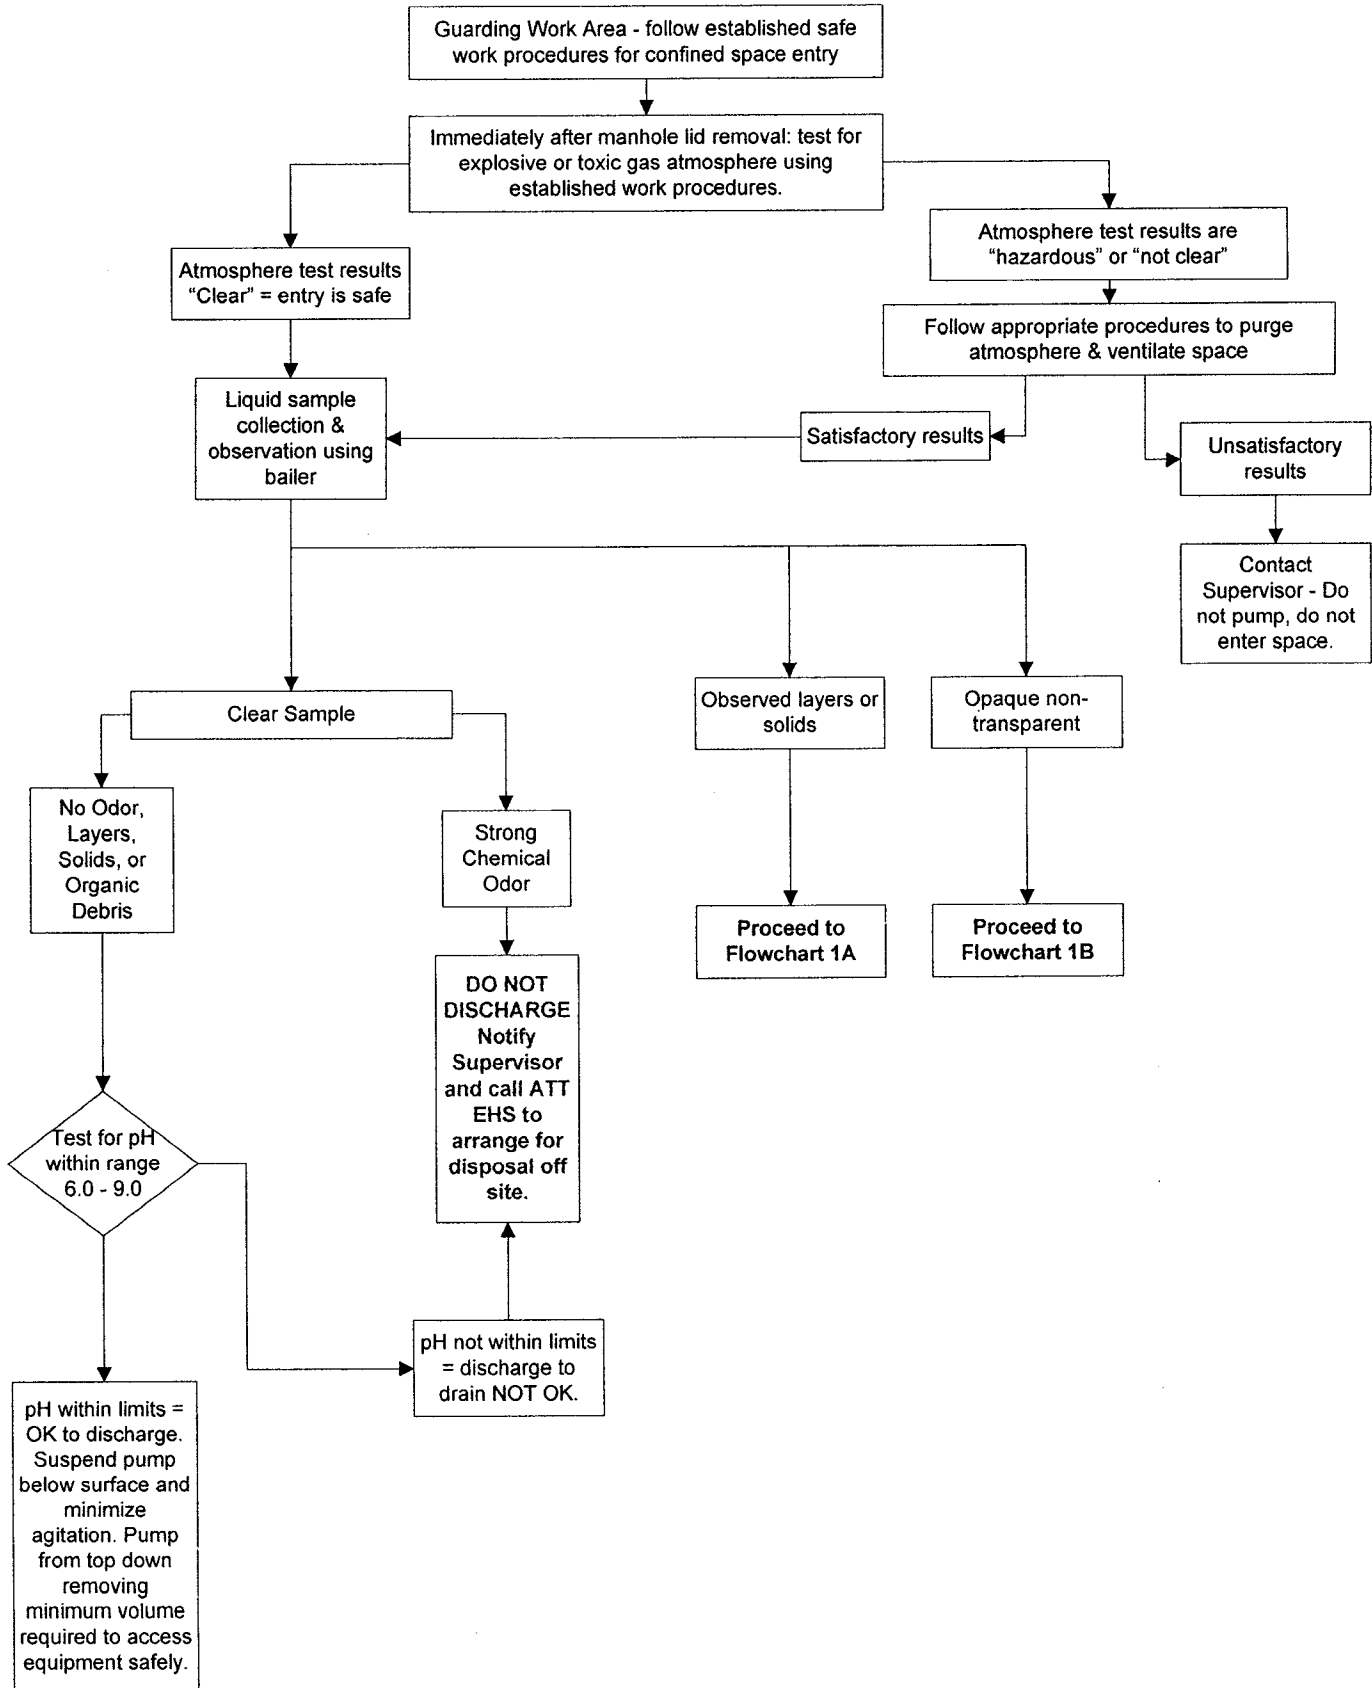 Guarding Work Area - follow established safe
work procedures for confined space entry
Immediately after manhole lid removal: test for
explosive or toxic gas atmosphere using
established work procedures.
Atmosphere test results are
“hazardous” or “not clear”
Atmosphere test results
“Clear” = entry is safe
Follow appropriate procedures to purge
atmosphere & ventilate space
Liquid sample
collection &
observation using
bailer
Satisfactory results
Unsatisfactory
results
Contact
Supervisor - Do
not pump, do not
enter space.
Clear Sample
Observed layers or
solids
Opaque non-
transparent
No Odor,
Layers,
Solids, or
Organic
Debris
Strong
Chemical
Odor
Proceed to
Flowchart 1A
Proceed to
Flowchart 1B
DO NOT
DISCHARGE
Notify
Supervisor
and call ATT
EHS to
arrange for
disposal off
site.
Test for pH
within range
6.0 - 9.0
pH not within limits
= discharge to
drain NOT OK.
pH within limits =
OK to discharge.
Suspend pump
below surface and
minimize
agitation. Pump
from top down
removing
minimum volume
required to access
equipment safely.